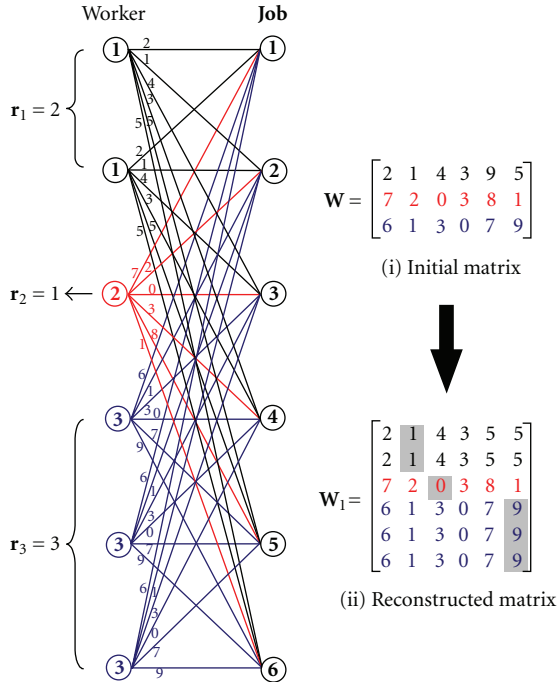 Worker Job
1 1
2
1
4
3
5 5
r1 = 2
1 2
2 1
4
3
5 5
2 3
7 2
0
3
8
1
r2 = 1
3 4
6
1
3 0
7
9
r3 = 3
3 5
6
1
3
0
7
9
3 6
6
1
3
0
7
9
W =
2 1 4 3 9 5
7 2 0 3 8 1
6 1 3 0 7 9
(i) Initial matrix
W1 =
2 1 4 3 5 5
2 1 4 3 5 5
7 2 0 3 8 1
6 1 3 0 7 9
6 1 3 0 7 9
6 1 3 0 7 9
(ii) Reconstructed matrix